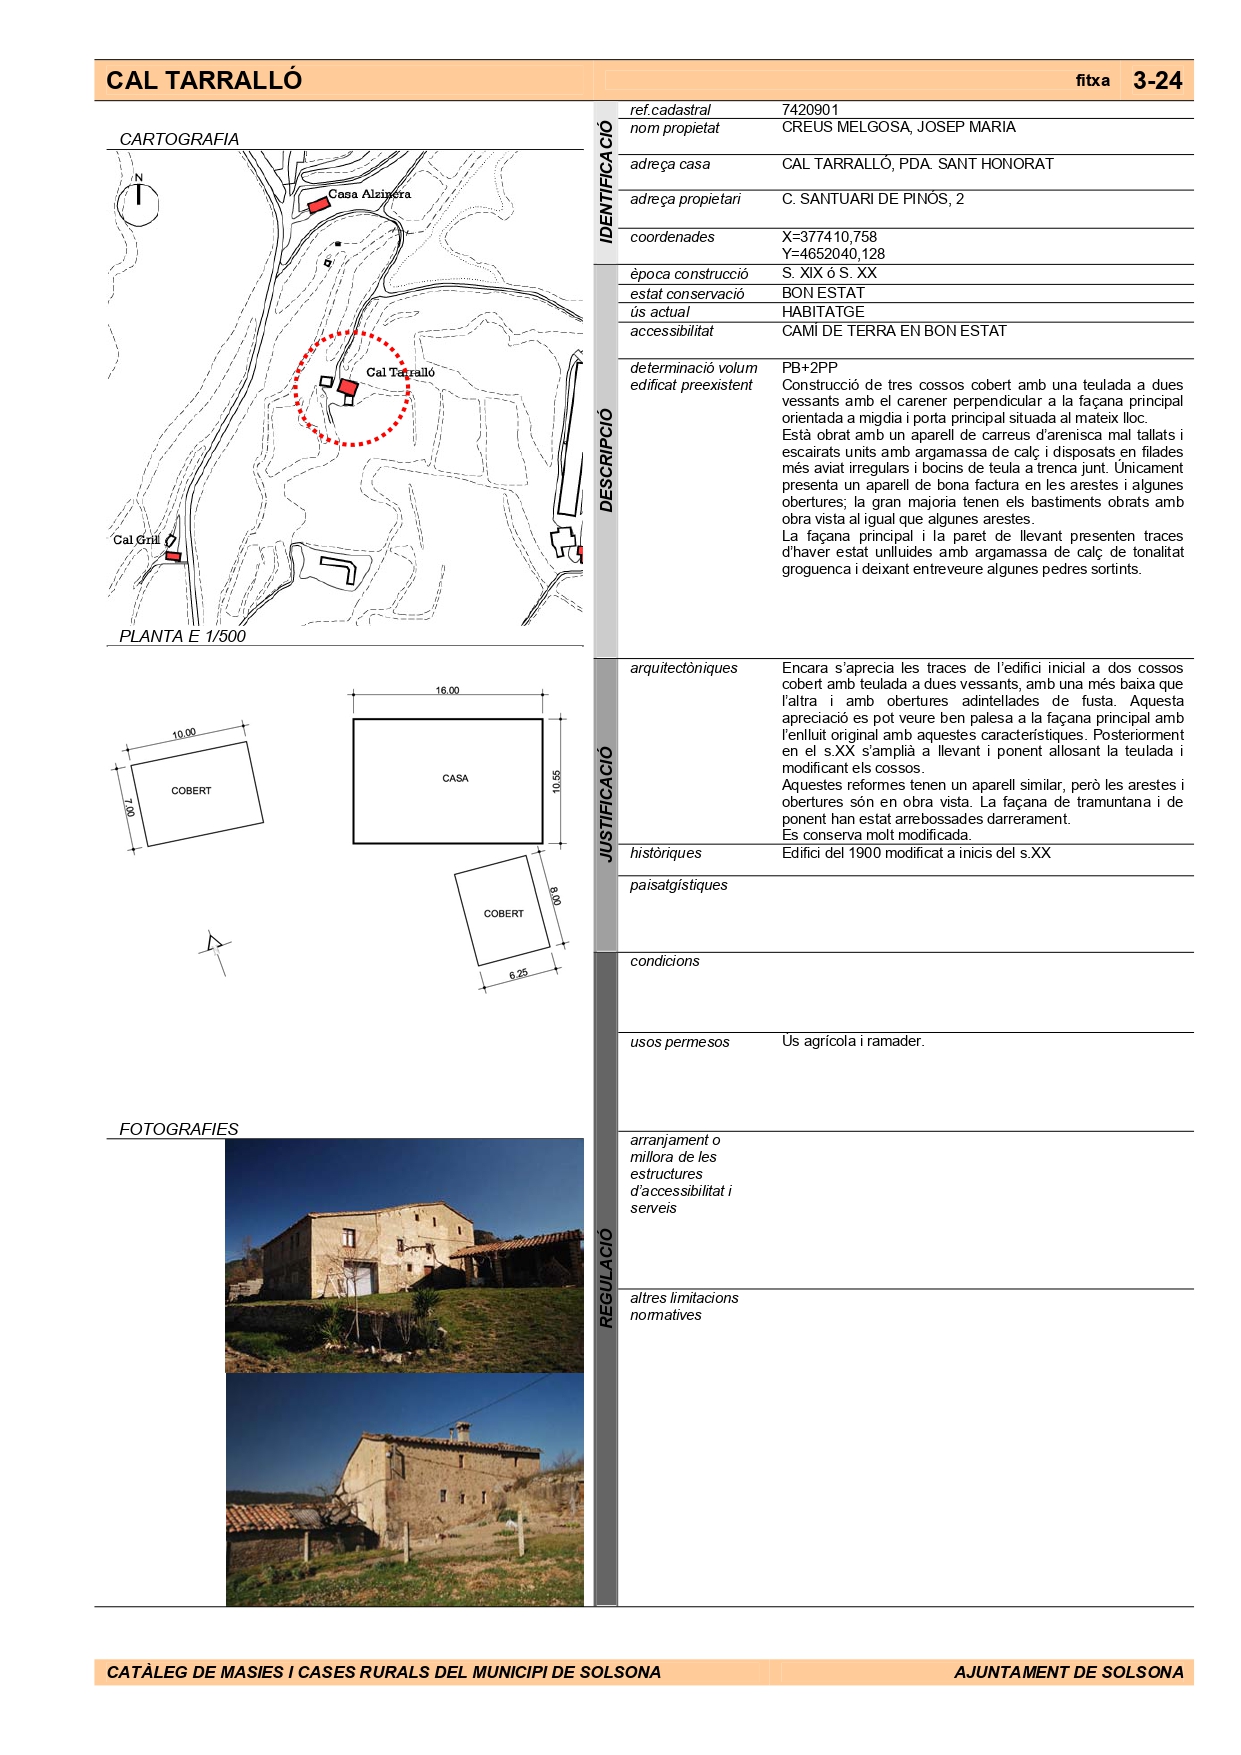 CAL TARRALLÓ
fitxa 3-24
CARTOGRAFIA
N
Casa Alzinera
Cal Tarralló
Cal Grill
PLANTA E 1/500
16.00
10.00
7.00
COBERT
CASA
10.55
COBERT
8.00
6.25
FOTOGRAFIES
IDENTIFICACIÓ
ref.cadastral 7420901
nom propietat CREUS MELGOSA, JOSEP MARIA
adreça casa CAL TARRALLÓ, PDA. SANT HONORAT
adreça propietari C. SANTUARI DE PINÓS, 2
coordenades X=377410,758
Y=4652040,128
DESCRIPCIÓ
època construcció S. XIX ó S. XX
estat conservació BON ESTAT
ús actual HABITATGE
accessibilitat CAMÍ DE TERRA EN BON ESTAT
determinació volum PB+2PP
edificat preexistent Construcció de tres cossos cobert amb una teulada a dues
vessants amb el carener perpendicular a la façana principal
orientada a migdia i porta principal situada al mateix lloc.
Està obrat amb un aparell de carreus d'arenisca mal tallats i
escairats units amb argamassa de calç i disposats en filades
més aviat irregulars i bocins de teula a trenca junt. Únicament
presenta un aparell de bona factura en les arestes i algunes
obertures; la gran majoria tenen els bastiments obrats amb
obra vista al igual que algunes arestes.
La façana principal i la paret de llevant presenten traces
d'haver estat unlluides amb argamassa de calç de tonalitat
groguenca i deixant entreveure algunes pedres sortints.
JUSTIFICACIÓ
arquitectòniques Encara s'aprecia les traces de l'edifici inicial a dos cossos
cobert amb teulada a dues vessants, amb una més baixa que
l'altra i amb obertures adintellades de fusta. Aquesta
apreciació es pot veure ben palesa a la façana principal amb
l'enlluit original amb aquestes característiques. Posteriorment
en el s.XX s'amplià a llevant i ponent allosant la teulada i
modificant els cossos.
Aquestes reformes tenen un aparell similar, però les arestes i
obertures són en obra vista. La façana de tramuntana i de
ponent han estat arrebossades darrerament.
Es conserva molt modificada.
històriques Edifici del 1900 modificat a inicis del s.XX
paisatgístiques
REGULACIÓ
condicions
usos permesos Ús agrícola i ramader.
arranjament o
millora de les
estructures
d'accessibilitat i
serveis
altres limitacions
normatives
CATÀLEG DE MASIES I CASES RURALS DEL MUNICIPI DE SOLSONA
AJUNTAMENT DE SOLSONA